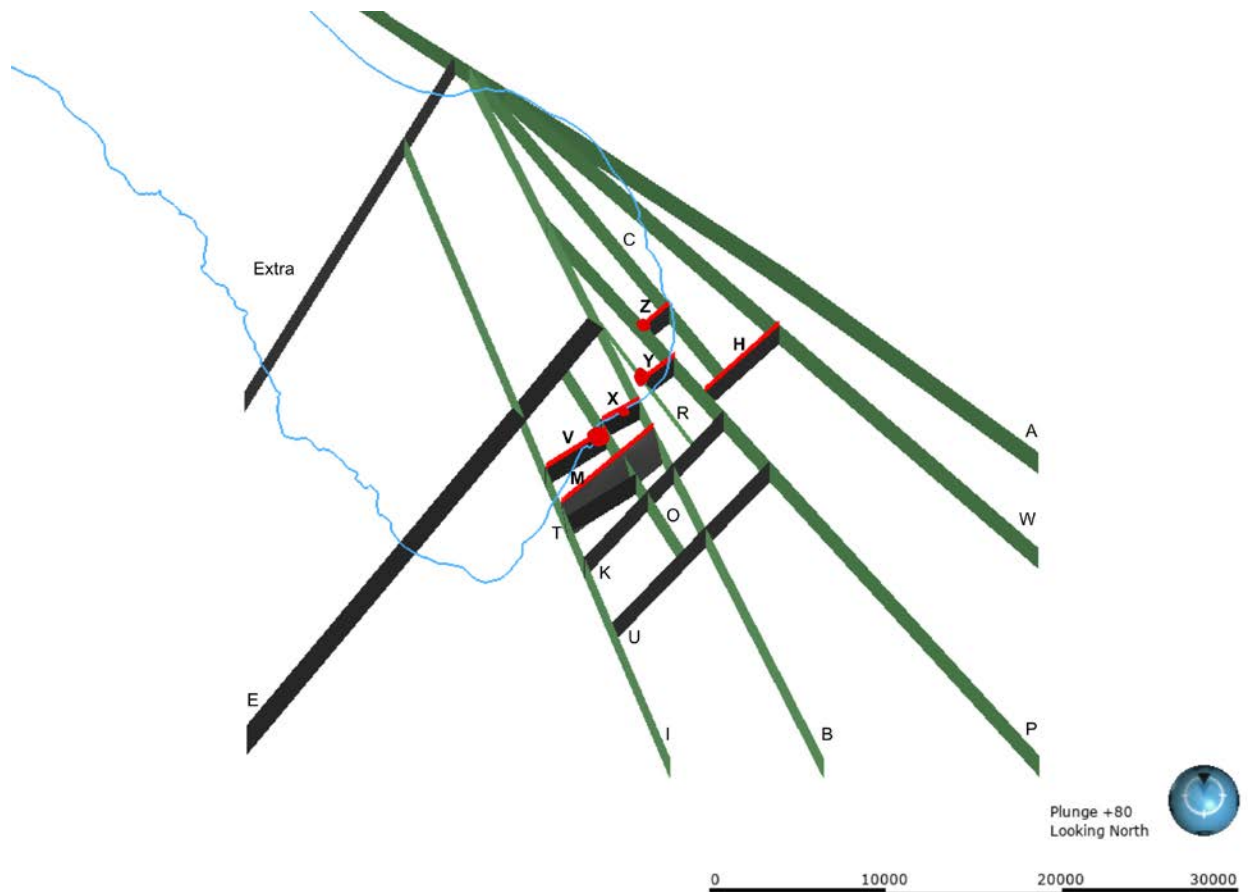 Extra
C
Z
H
Y
X
R
A
V
M
W
O
T
K
U
E
I
B
P
Plunge +80
Looking North
0 10000 20000 30000